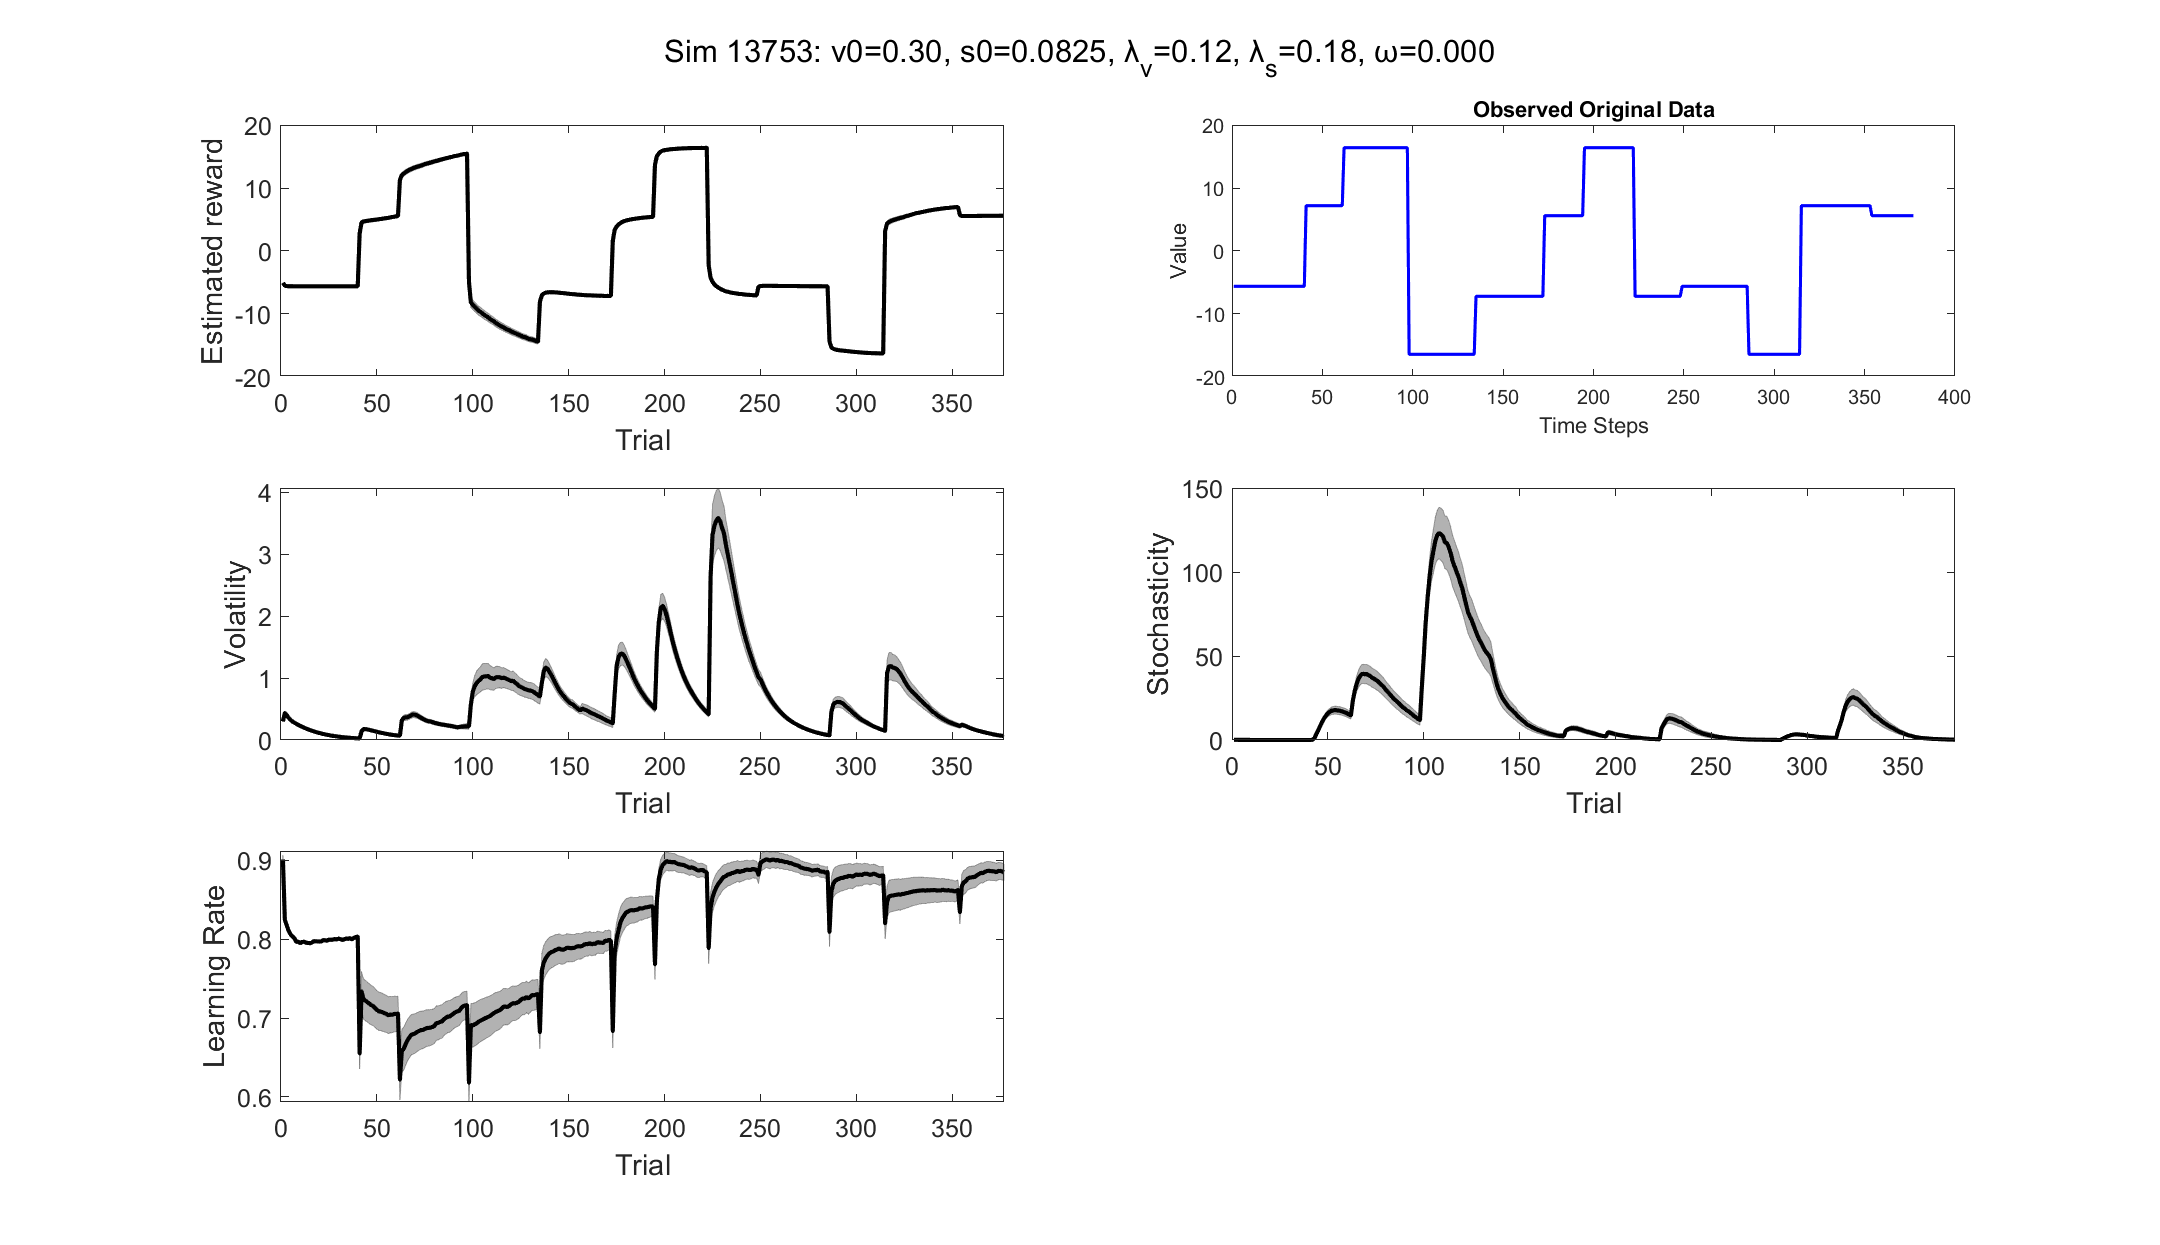 Sim 13753: v0=0.30, s0=0.0825, λ_v=0.12, λ_s=0.18, ω=0.000
Estimated reward
20
10
0
-10
-20
0 50 100 150 200 250 300 350
Trial
Observed Original Data
Value
20
10
0
-10
-20
0 50 100 150 200 250 300 350 400
Time Steps
Volatility
4
3
2
1
0
0 50 100 150 200 250 300 350
Trial
Stochasticity
150
100
50
0
0 50 100 150 200 250 300 350
Trial
Learning Rate
0.9
0.8
0.7
0.6
0 50 100 150 200 250 300 350
Trial